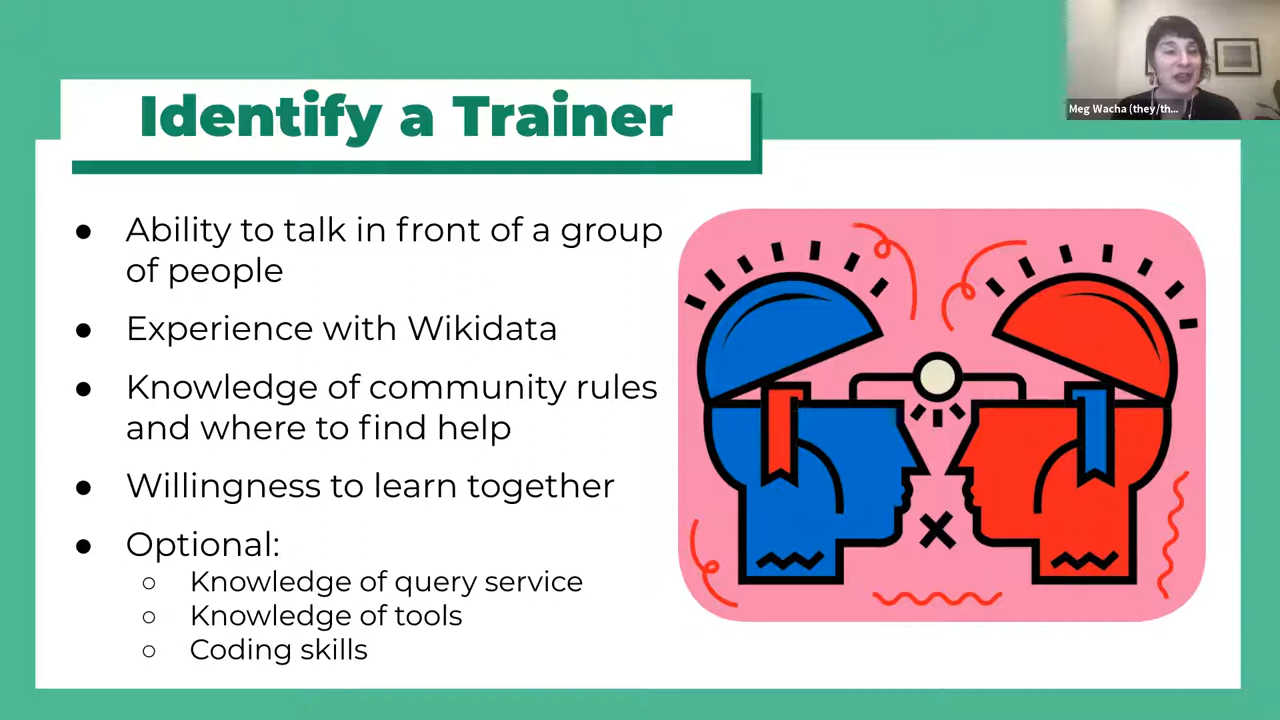 Identify a Trainer
Meg Wacha (they/th...
● Ability to talk in front of a group
of people
● Experience with Wikidata
● Knowledge of community rules
and where to find help
● Willingness to learn together
● Optional:
○ Knowledge of query service
○ Knowledge of tools
○ Coding skills